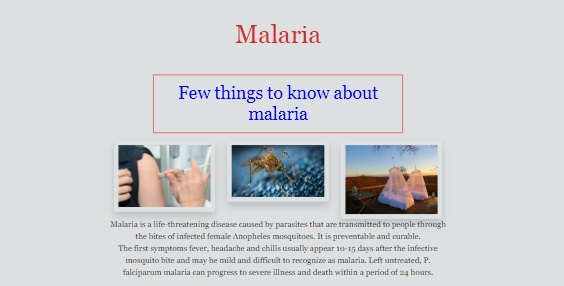 Malaria
Few things to know about
malaria
Malaria is a life-threatening disease caused by parasites that are transmitted to people through
the bites of infected female Anopheles mosquitoes. It is preventable and curable.
The first symptoms fever, headache and chills usually appear 10-15 days after the infective
mosquito bite and may be mild and difficult to recognize as malaria. Left untreated, P.
falciparum malaria can progress to severe illness and death within a period of 24 hours.